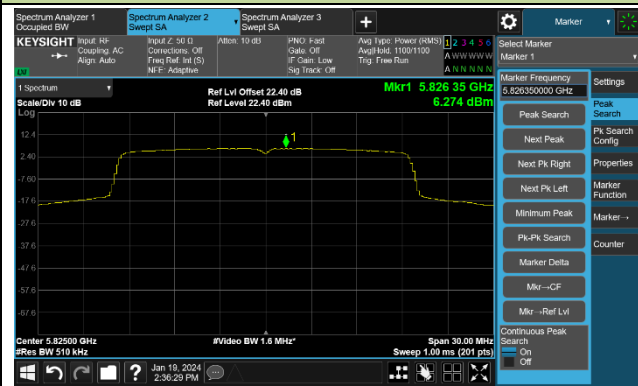 Spectrum Analyzer 1
Occupied BW
Spectrum Analyzer 2
Swept SA
Spectrum Analyzer 3
Swept SA
Marker
KEYSIGHT
Input: RF
Coupling: AC
Align: Auto
Input Z: 50 Ω
Corrections: Off
Freq Ref: Int (S)
NFE: Adaptive
Atten: 10 dB
PNO: Fast
Gate: Off
IF Gain: Low
Sig Track: Off
Avg Type: Power (RMS)
Avg|Hold: 1100/1100
Trig: Free Run
1 2 3 4 5 6
A W W W W W
A N N N N N
Select Marker
Marker 1
1 Spectrum
Scale/Div 10 dB
Log
Ref Lvl Offset 22.40 dB
Ref Level 22.40 dBm
Mkr1 5.826 35 GHz
6.274 dBm
12.4
2.40
-7.60
-17.6
-27.6
-37.6
-47.6
-57.6
-67.6
1
Center 5.82500 GHz
#Res BW 510 kHz
#Video BW 1.6 MHz*
Span 30.00 MHz
Sweep 1.00 ms (201 pts)
Marker Frequency
5.826350000 GHz
Peak Search
Next Peak
Next Pk Right
Next Pk Left
Minimum Peak
Pk-Pk Search
Marker Delta
Mkr→CF
Mkr→Ref Lvl
Continuous Peak
Search
On
Off
Settings
Peak
Search
Pk Search
Config
Properties
Marker
Function
Marker→
Counter
Jan 19, 2024
2:36:29 PM